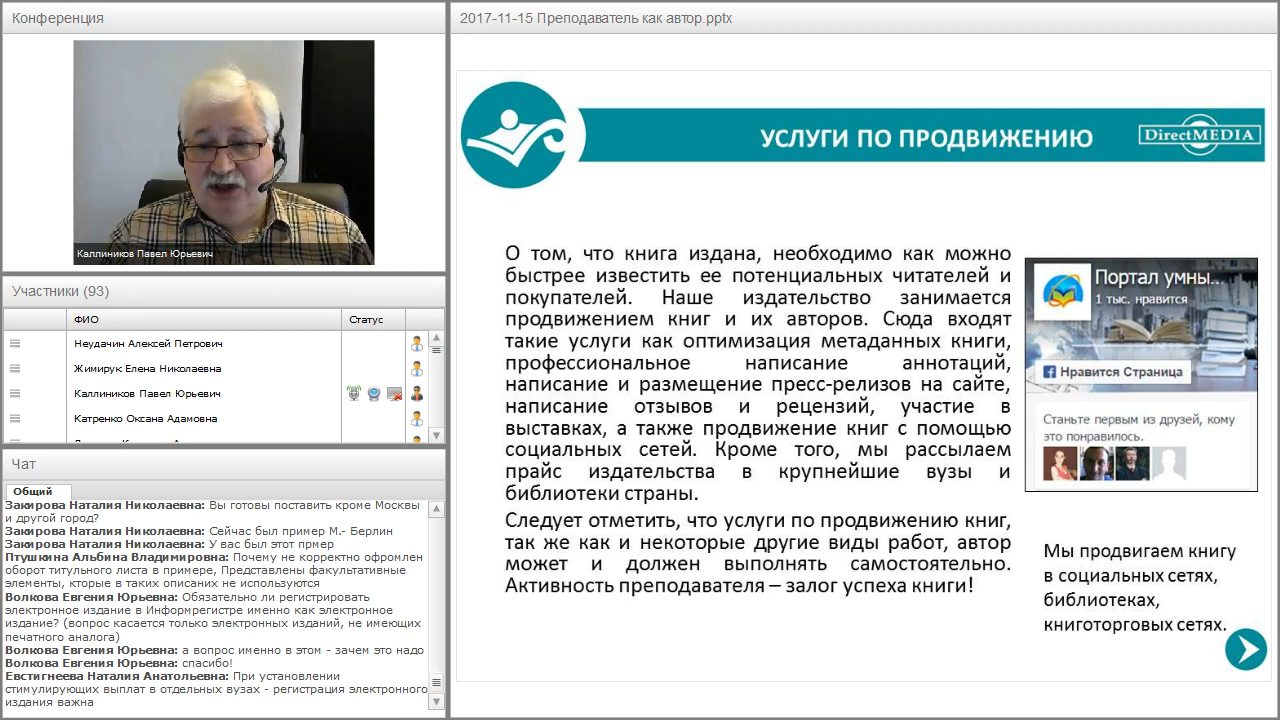 Конференция
Каллиников Павел Юрьевич
Участники (93)
ФИО
Статус
Неудачин Алексей Петрович
Жимирук Елена Николаевна
Каллиников Павел Юрьевич
Катренко Оксана Адамовна
Чат
Общий
Закирова Наталия Николаевна: Вы готовы поставить кроме Москвы
и другой город?
Закирова Наталия Николаевна: Сейчас был пример М.- Берлин
Закирова Наталия Николаевна: У вас был этот пример
Птушкина Альбина Владимировна: Почему не корректно офромлен
оборот титульного листа в примере, Представлены факультативные
элементы, кторые в таких описаних не используются
Волкова Евгения Юрьевна: Обязательно ли регистрировать
электронное издание в Информрегистре именно как электронное
издание? (вопрос касается только электронных изданий, не имеющих
печатного аналога)
Волкова Евгения Юрьевна: а вопрос именно в этом - зачем это надо
Волкова Евгения Юрьевна: спасибо!
Евстигнеева Наталия Анатольевна: При установлении
стимулирующих выплат в отдельных вузах - регистрация электронного
издания важна
2017-11-15 Преподаватель как автор.pptx
УСЛУГИ ПО ПРОДВИЖЕНИЮ
DirectMEDIA
О том, что книга издана, необходимо как можно
быстрее известить ее потенциальных читателей и
покупателей. Наше издательство занимается
продвижением книг и их авторов. Сюда входят
такие услуги как оптимизация метаданных книги,
профессиональное написание аннотаций,
написание и размещение пресс-релизов на сайте,
написание отзывов и рецензий, участие в
выставках, а также продвижение книг с помощью
социальных сетей. Кроме того, мы рассылаем
прайс издательства в крупнейшие вузы и
библиотеки страны.
Следует отметить, что услуги по продвижению книг,
так же как и некоторые другие виды работ, автор
может и должен выполнять самостоятельно.
Активность преподавателя – залог успеха книги!
Портал умны...
1 тыс. нравится
Нравится Страница
Станьте первым из друзей, кому
это понравилось.
Мы продвигаем книгу
в социальных сетях,
библиотеках,
книготорговых сетях.